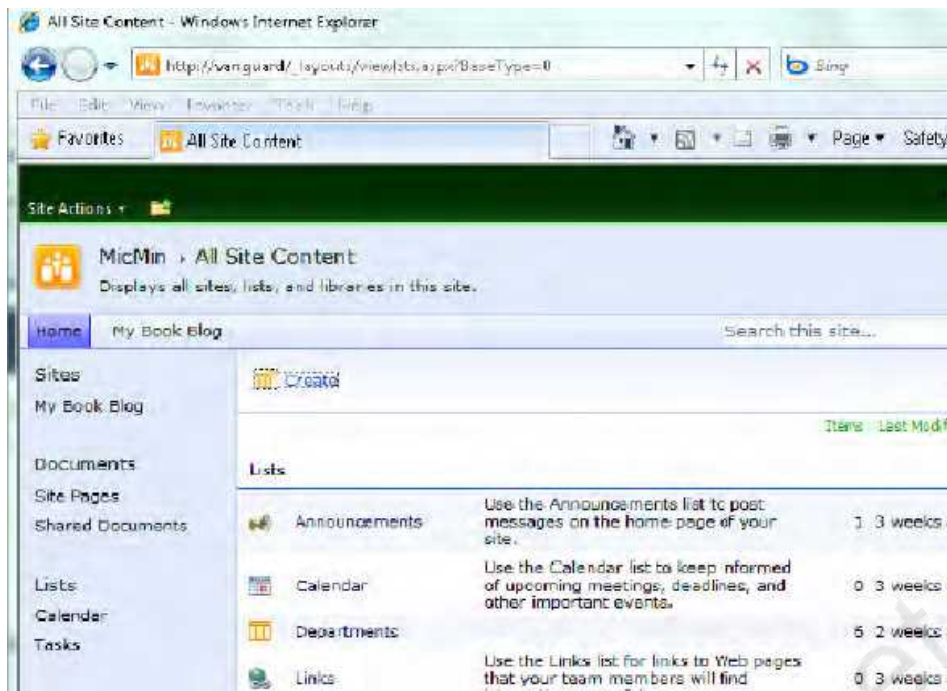 All Site Content - Windows Internet Explorer
http://vanguard/_layouts/viewlsts.aspx?BaseType=0
Bing
File Edit View Favorites Tools Help
Favorites All Site Content Page Safety
Site Actions
MicMin › All Site Content
Displays all sites, lists, and libraries in this site.
Home My Book Blog Search this site...
Sites
Create
My Book Blog
Items Last Modif
Documents
Lists
Site Pages
Shared Documents
Announcements Use the Announcements list to post messages on the home page of your site. 1 3 weeks
Lists
Calendar Use the Calendar list to keep informed of upcoming meetings, deadlines, and other important events. 0 3 weeks
Calendar
Tasks
Departments 6 2 weeks
Links Use the Links list for links to Web pages that your team members will find 0 3 weeks